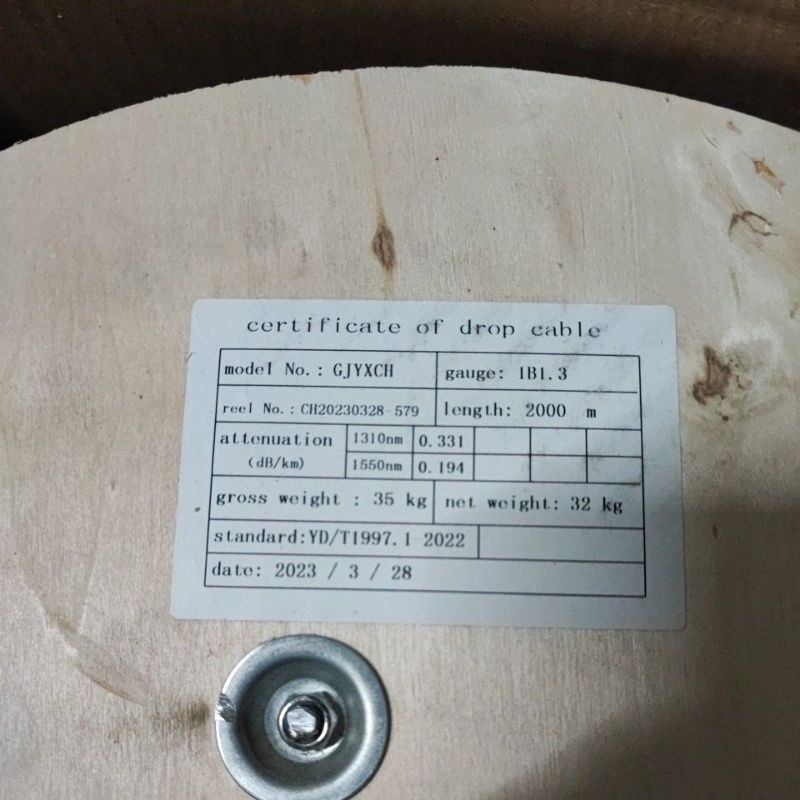 certificate of drop cable
model No.: GJYXCH gauge: 1B1.3
reel No.: CH20230328-579 length: 2000 m
attenuation (dB/km) 1310nm 0.331
1550nm 0.194
gross weight : 35 kg net weight: 32 kg
standard:YD/T1997.1-2022
date: 2023 / 3 / 28